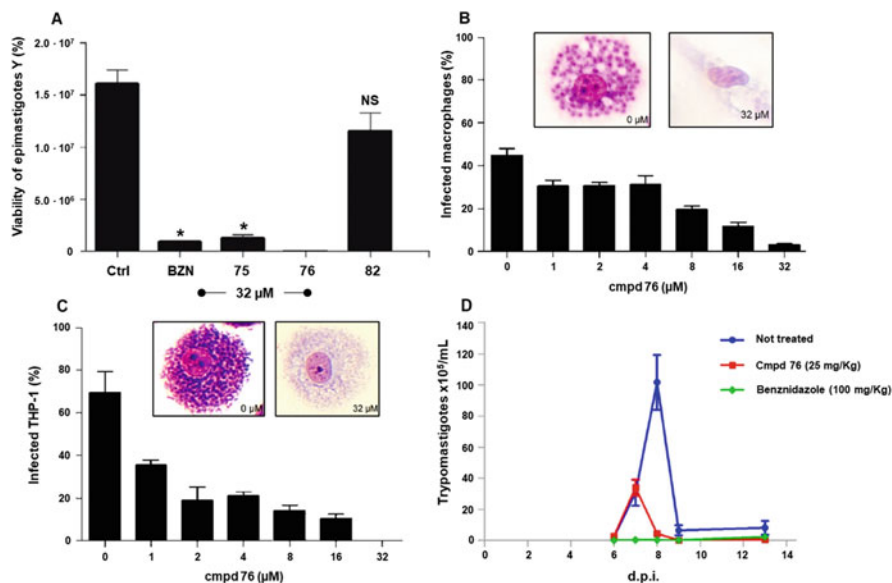 A
Viability of epimastigotes Y (%)
2.0 - 10⁷
1.5 - 10⁷
1.0 - 10⁷
5.0 - 10⁶
0
*
*
NS
Ctrl BZN 75 76 82
32 µM
B
Infected macrophages (%)
100
80
60
40
20
0
0 µM
32 µM
0 1 2 4 8 16 32
cmpd 76 (µM)
C
Infected THP-1 (%)
100
80
60
40
20
0
0 µM
32 µM
0 1 2 4 8 16 32
cmpd 76 (µM)
D
Trypomastigotes x10⁵/mL
140
120
100
80
60
40
20
0
0 2 4 6 8 10 12 14
d.p.i.
Not treated
Cmpd 76 (25 mg/Kg)
Benznidazole (100 mg/Kg)